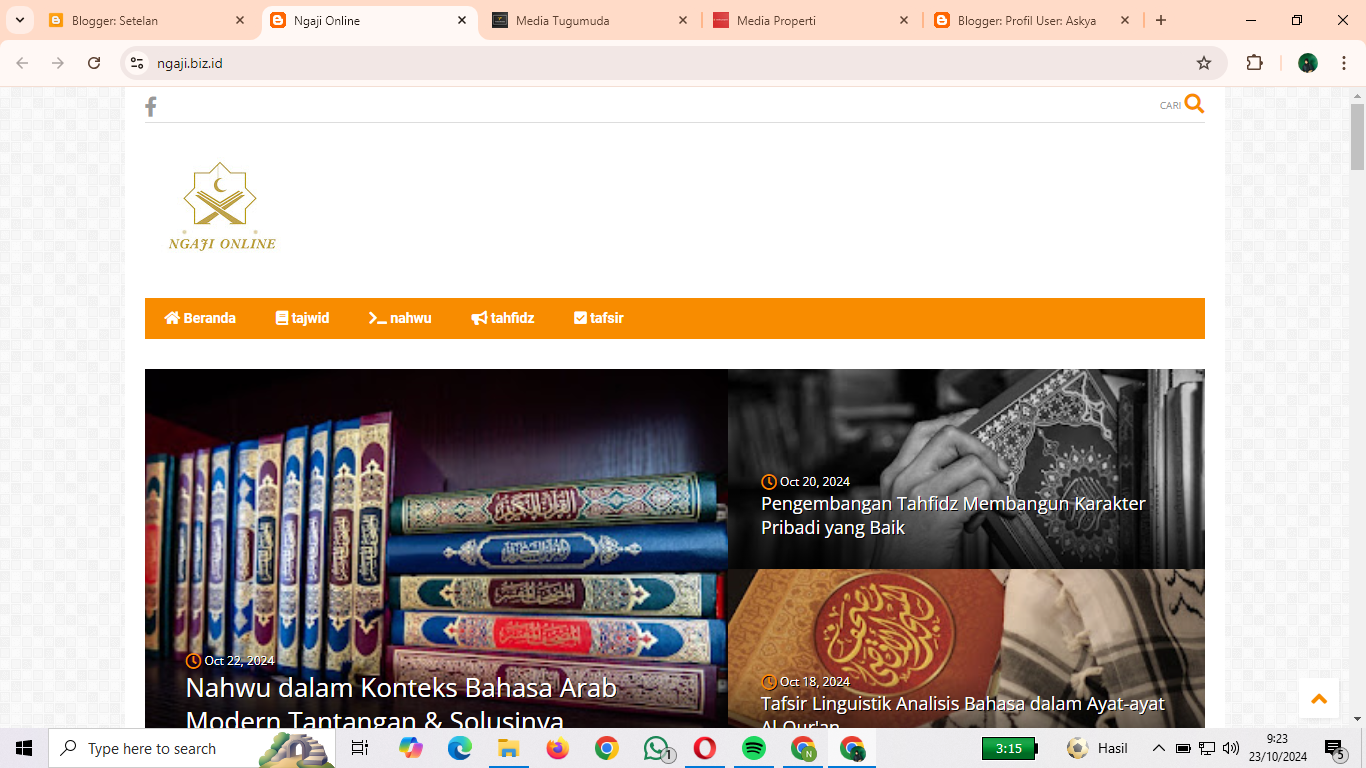 Blogger: Setelan
Ngaji Online
Media Tugumuda
Media Properti
Blogger: Profil User: Askya
ngaji.biz.id
CARI
NGAJI ONLINE
Beranda
tajwid
nahwu
tahfidz
tafsir
Oct 22, 2024
Nahwu dalam Konteks Bahasa Arab
Modern Tantangan & Solusinya
Oct 20, 2024
Pengembangan Tahfidz Membangun Karakter
Pribadi yang Baik
Oct 18, 2024
Tafsir Linguistik Analisis Bahasa dalam Ayat-ayat
Al-Qur'an
Type here to search
1
N
3:15
Hasil
9:23
23/10/2024
5